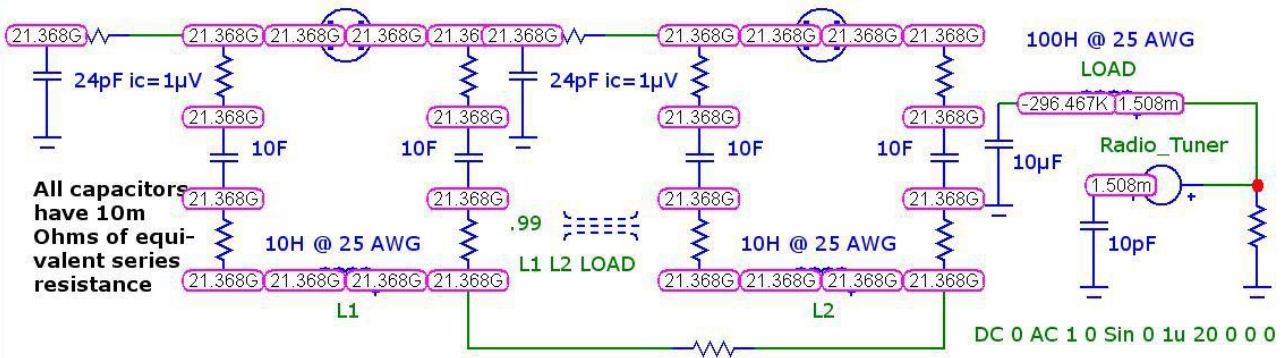 21.368G 21.368G 21.368G 21.368G 21.368G 21.368G 21.368G 21.368G 21.368G 21.368G
100H @ 25 AWG
LOAD
24pF ic=1µV 24pF ic=1µV
-296.467K 1.508m
21.368G 21.368G 21.368G 21.368G
10F 10F 10F 10F
10µF
Radio_Tuner
1.508m
All capacitors
have 10m
Ohms of equi-
valent series
resistance
21.368G 21.368G 21.368G 21.368G
.99
10H @ 25 AWG 10H @ 25 AWG
10pF
L1 L2 LOAD
21.368G 21.368G 21.368G 21.368G 21.368G 21.368G 21.368G 21.368G
L1 L2
DC 0 AC 1 0 Sin 0 1u 20 0 0 0